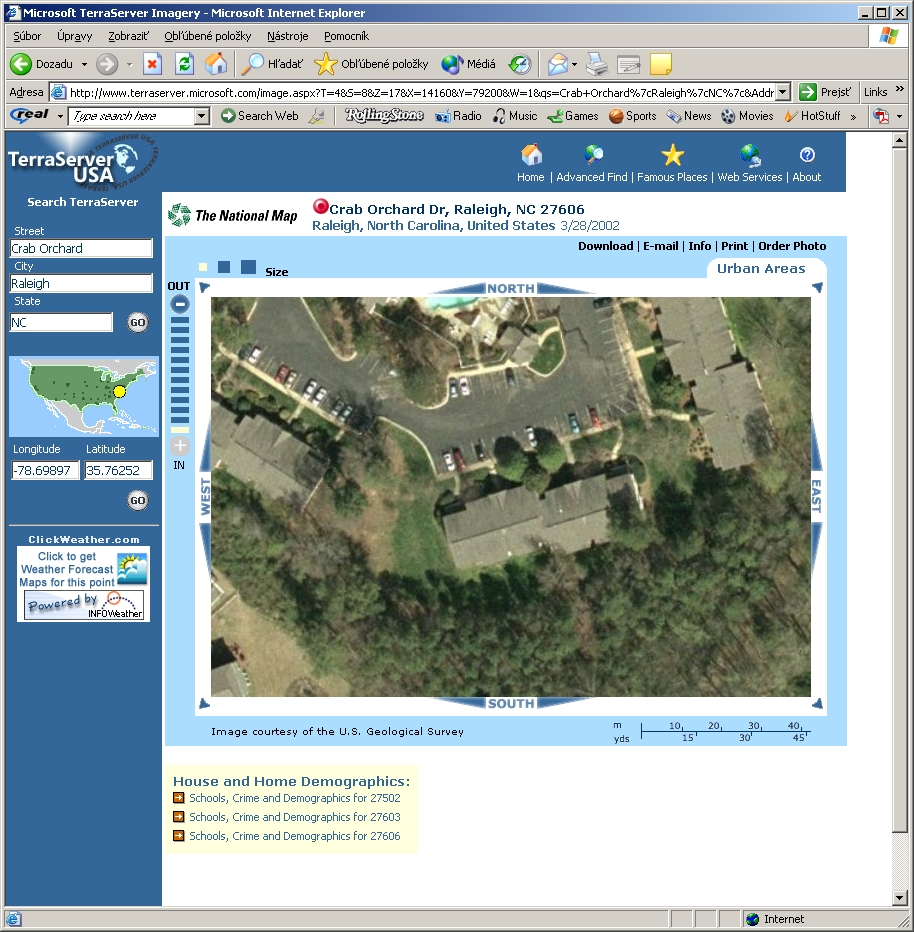 Microsoft TerraServer Imagery - Microsoft Internet Explorer
Súbor Úpravy Zobraziť Obľúbené položky Nástroje Pomocník
Dozadu Hľadať Obľúbené položky Médiá
Adresa http://www.terraserver.microsoft.com/image.aspx?T=4&S=8&Z=17&X=14160&Y=79200&W=1&qs=Crab+Orchard%7cRaleigh%7cNC%7c&Addr Prejsť Links »
real Type search here Search Web RollingStone Radio Music Games Sports News Movies HotStuff »
TerraServer
USA
Home | Advanced Find | Famous Places | Web Services | About
Search TerraServer
Street
Crab Orchard
City
Raleigh
State
NC GO
Longitude Latitude
-78.69897 35.76252
GO
ClickWeather.com
Click to get
Weather Forecast
Maps for this point
Powered by
INFOWeather
The National Map
Crab Orchard Dr, Raleigh, NC 27606
Raleigh, North Carolina, United States 3/28/2002
Download | E-mail | Info | Print | Order Photo
Size
Urban Areas
OUT
IN
NORTH
WEST
EAST
SOUTH
Image courtesy of the U.S. Geological Survey
m 10 20 30 40
yds 15 30 45
House and Home Demographics:
Schools, Crime and Demographics for 27502
Schools, Crime and Demographics for 27603
Schools, Crime and Demographics for 27606
Internet